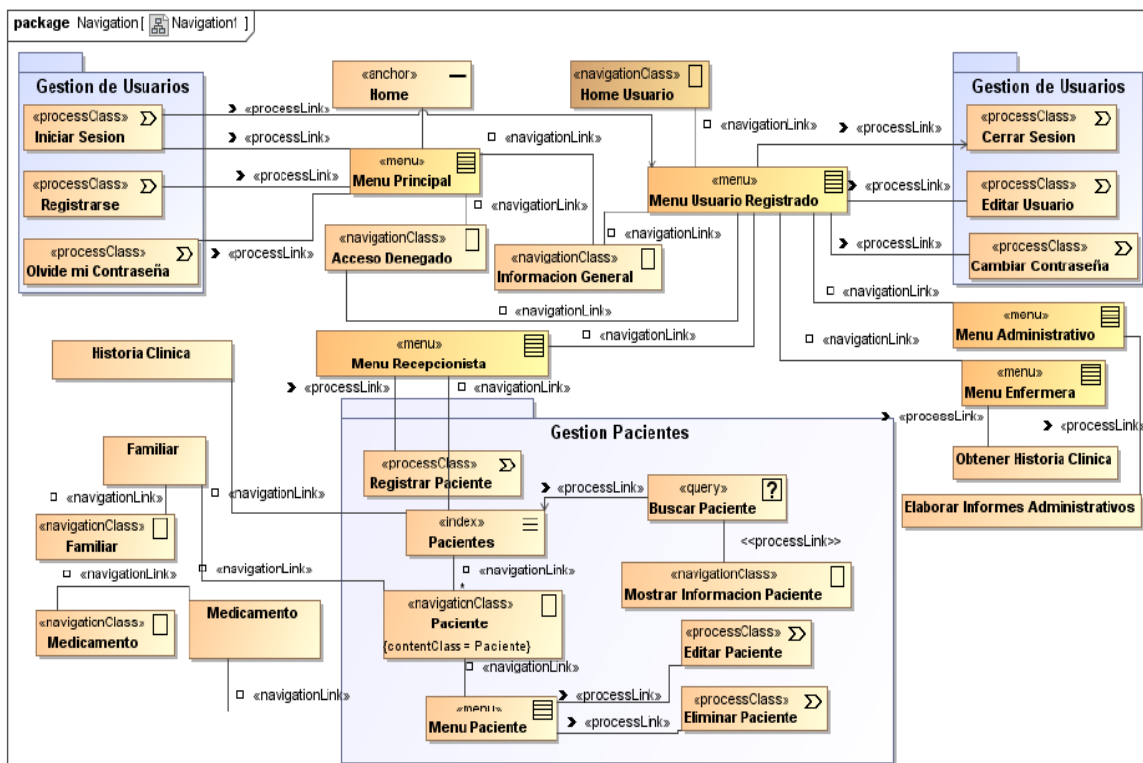 package Navigation[ Navigation1 ]
Gestion de Usuarios
«processClass»
Iniciar Sesion
«processClass»
Registrarse
«processClass»
Olvide mi Contraseña
«processLink»
«processLink»
«processLink»
«processLink»
«anchor»
Home
«menu»
Menu Principal
«navigationLink»
«navigationLink»
«navigationClass»
Acceso Denegado
«navigationClass»
Informacion General
«navigationLink»
«navigationLink»
«navigationClass»
Home Usuario
«navigationLink»
«menu»
Menu Usuario Registrado
«processLink»
«processLink»
«processLink»
Gestion de Usuarios
«processClass»
Cerrar Sesion
«processClass»
Editar Usuario
«processClass»
Cambiar Contraseña
«navigationLink»
«navigationLink»
«navigationLink»
«menu»
Menu Administrativo
«menu»
Menu Enfermera
«processLink»
«processLink»
Obtener Historia Clinica
Elaborar Informes Administrativos
«menu»
Menu Recepcionista
«processLink»
«navigationLink»
Historia Clinica
Gestion Pacientes
«processClass»
Registrar Paciente
«index»
Pacientes
«processLink»
«query»
Buscar Paciente
<<processLink>>
«navigationClass»
Mostrar Informacion Paciente
«navigationLink»
*
«navigationClass»
Paciente
{contentClass = Paciente}
«navigationLink»
«menu»
Menu Paciente
«processLink»
«processLink»
«processClass»
Editar Paciente
«processClass»
Eliminar Paciente
Familiar
«navigationLink»
«navigationClass»
Familiar
«navigationLink»
«navigationLink»
«navigationClass»
Medicamento
Medicamento
«navigationLink»